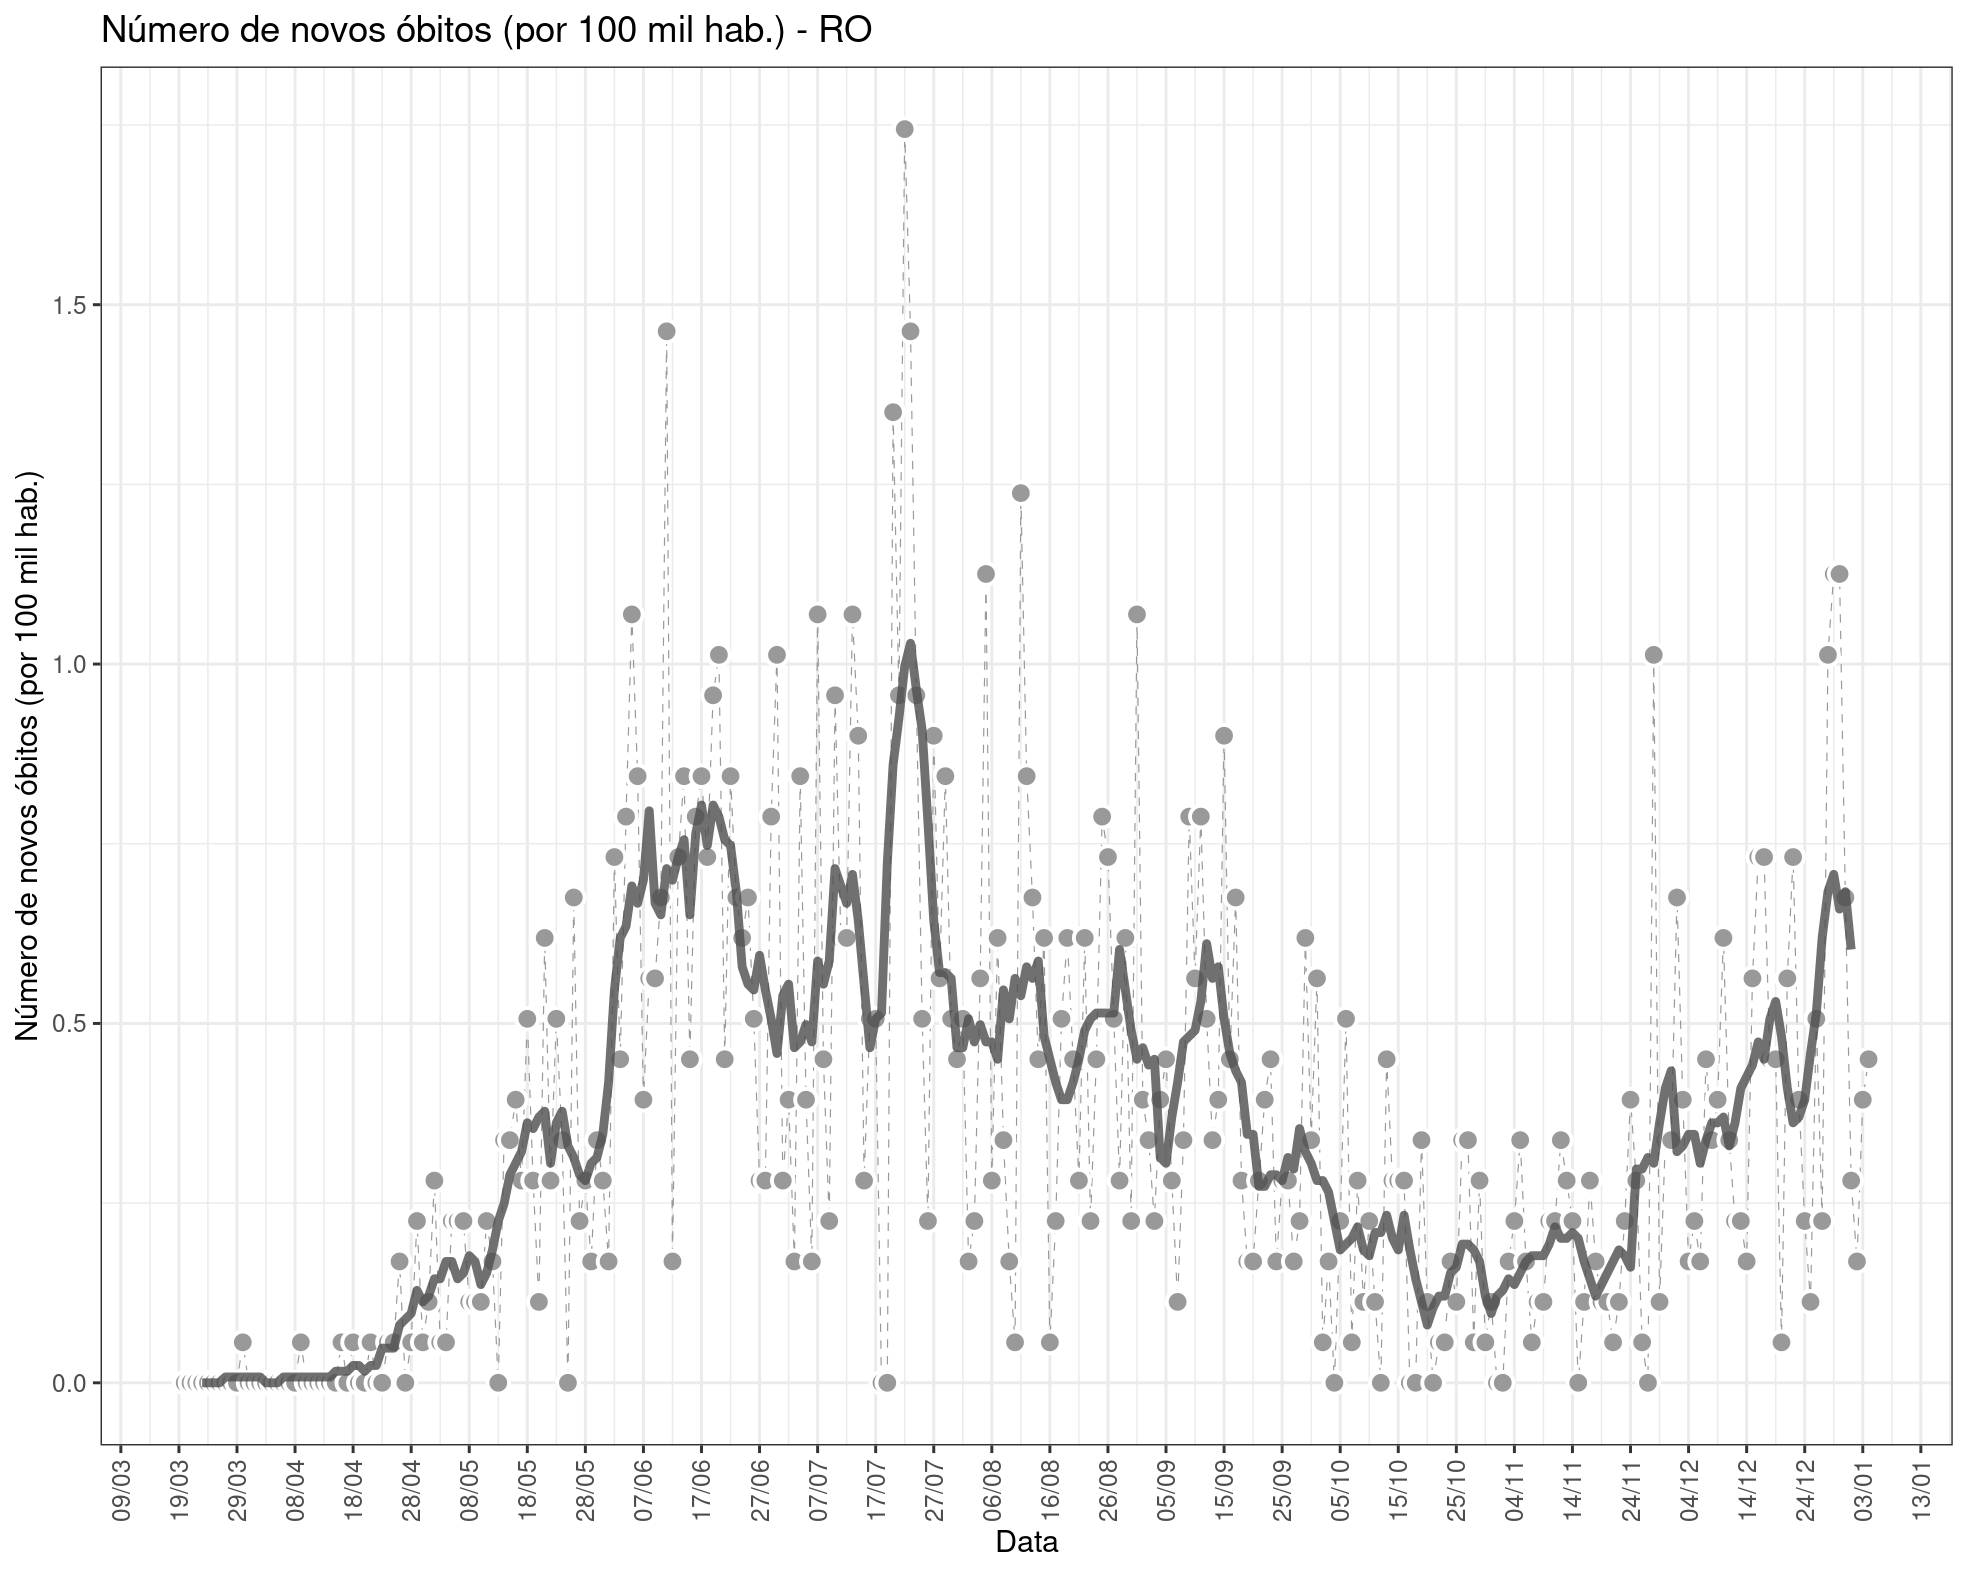 Número de novos óbitos (por 100 mil hab.) - RO
Número de novos óbitos (por 100 mil hab.)
1.5
1.0
0.5
0.0
09/03 19/03 29/03 08/04 18/04 28/04 08/05 18/05 28/05 07/06 17/06 27/06 07/07 17/07 27/07 06/08 16/08 26/08 05/09 15/09 25/09 05/10 15/10 25/10 04/11 14/11 24/11 04/12 14/12 24/12 03/01 13/01
Data